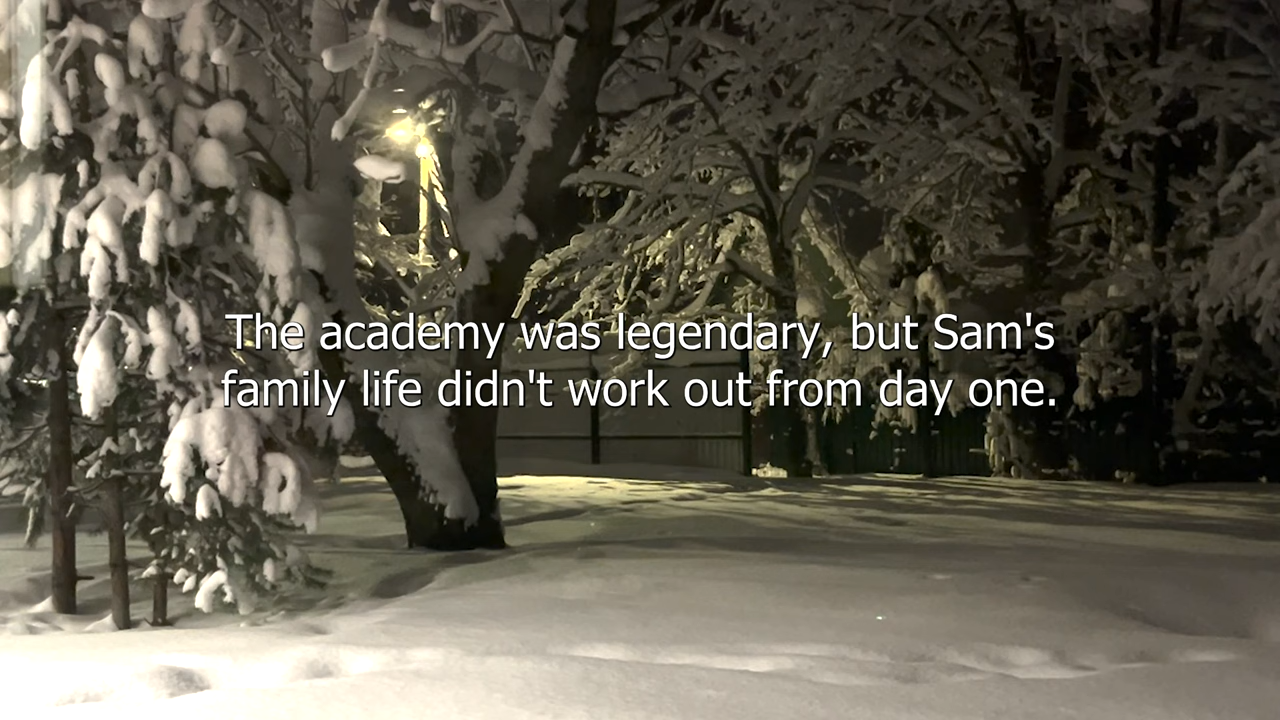 The academy was legendary, but Sam's
family life didn't work out from day one.